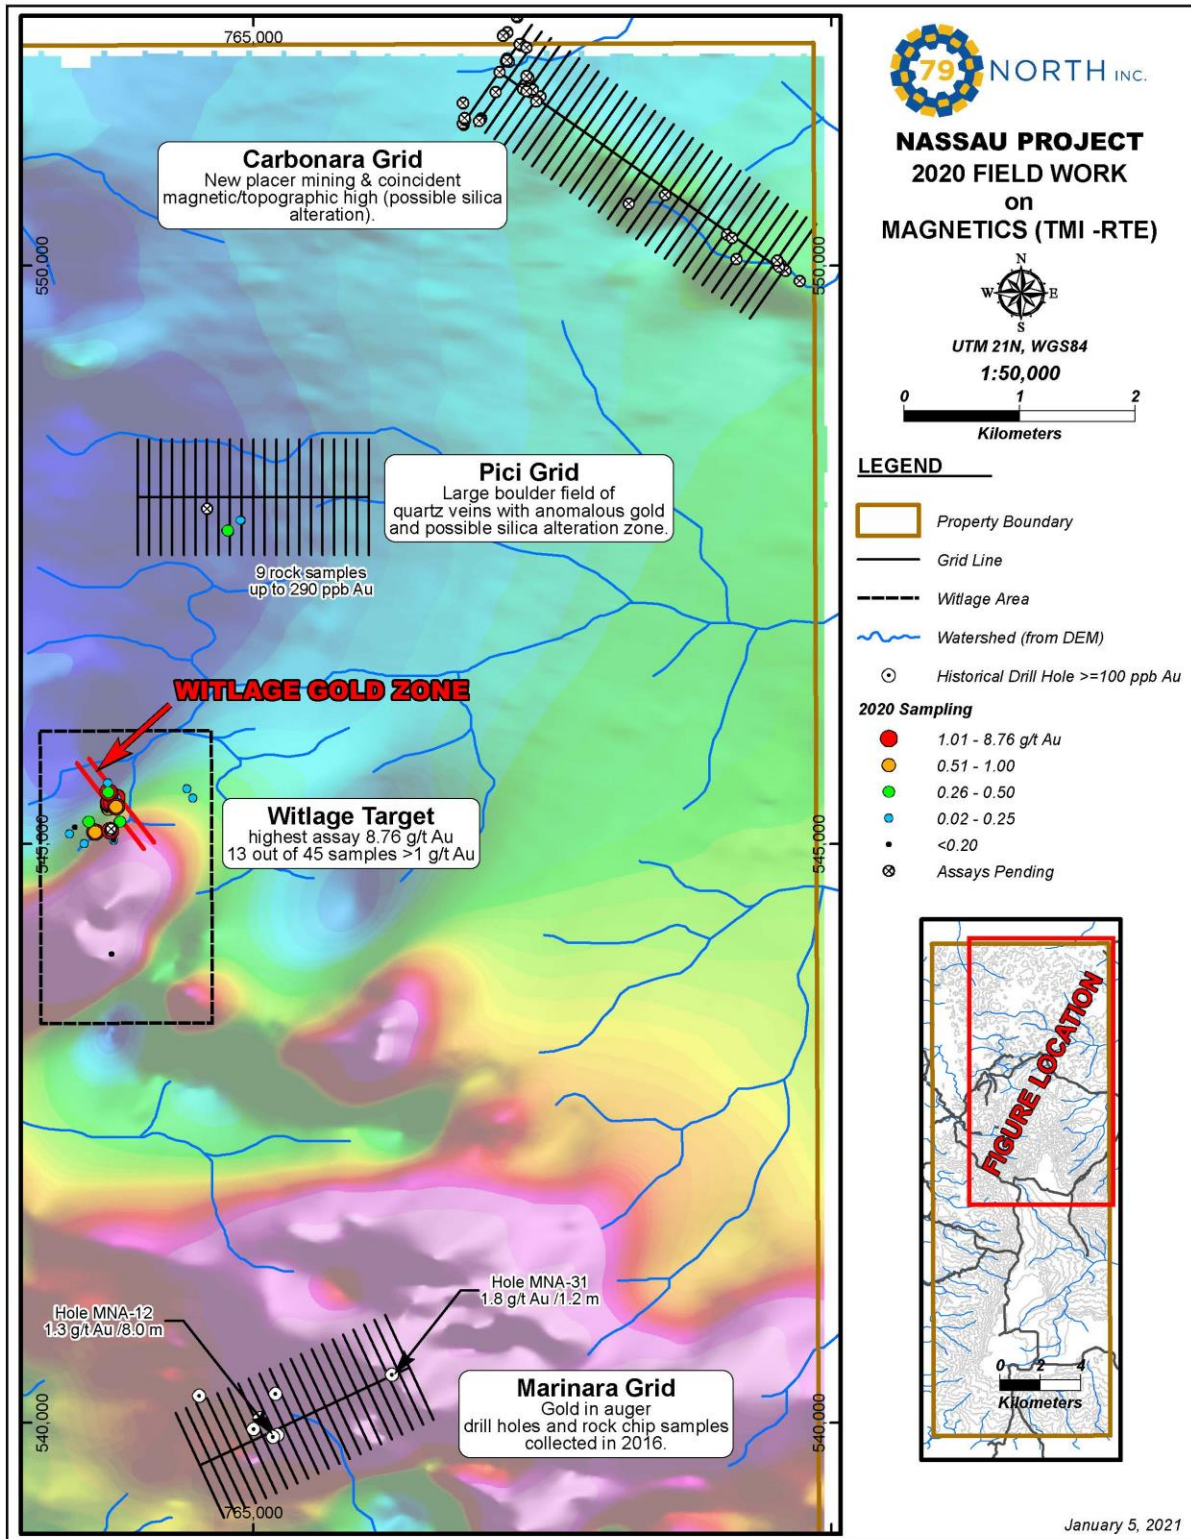 765,000
Carbonara Grid
New placer mining & coincident
magnetic/topographic high (possible silica
alteration).
550,000
550,000
Pici Grid
Large boulder field of
quartz veins with anomalous gold
and possible silica alteration zone.
9 rock samples
up to 290 ppb Au
WITLAGE GOLD ZONE
Witlage Target
highest assay 8.76 g/t Au
13 out of 45 samples >1 g/t Au
545,000
545,000
Hole MNA-31
1.8 g/t Au /1.2 m
Hole MNA-12
1.3 g/t Au /8.0 m
Marinara Grid
Gold in auger
drill holes and rock chip samples
collected in 2016.
540,000
540,000
765,000
79 NORTH INC.
NASSAU PROJECT
2020 FIELD WORK
on
MAGNETICS (TMI -RTE)
N
W E
S
UTM 21N, WGS84
1:50,000
0 1 2
Kilometers
LEGEND
Property Boundary
Grid Line
Witlage Area
Watershed (from DEM)
Historical Drill Hole >=100 ppb Au
2020 Sampling
1.01 - 8.76 g/t Au
0.51 - 1.00
0.26 - 0.50
0.02 - 0.25
<0.20
Assays Pending
FIGURE LOCATION
0 2 4
Kilometers
January 5, 2021